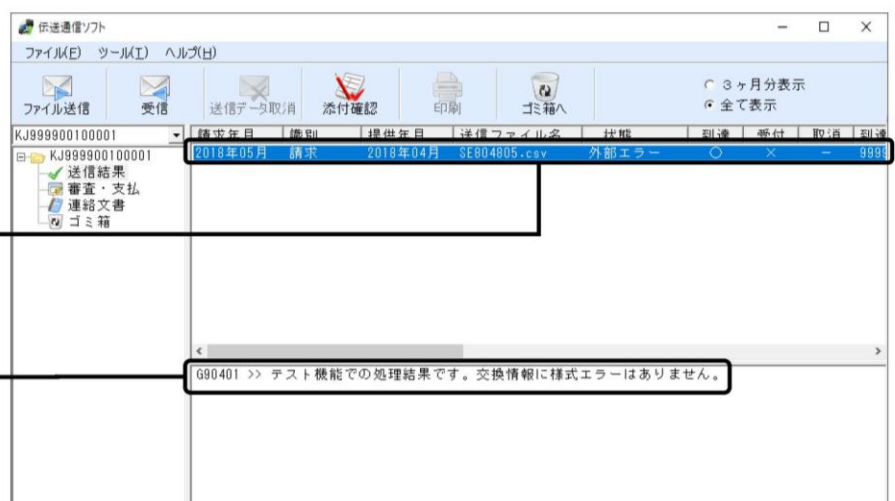 伝送通信ソフト
ファイル(F) ツール(T) ヘルプ(H)
ファイル送信 受信 送信データ取消 添付確認 印刷 ゴミ箱へ
3ヶ月分表示
全て表示
KJ999900100001
請求年月 識別 提供年月 送信ファイル名 状態 到達 受付 取消 到達
2018年05月 請求 2018年04月 SE804805.csv 外部エラー ○ × − 9999
KJ999900100001
送信結果
審査・支払
連絡文書
ゴミ箱
G90401 >> テスト機能での処理結果です。交換情報に様式エラーはありません。